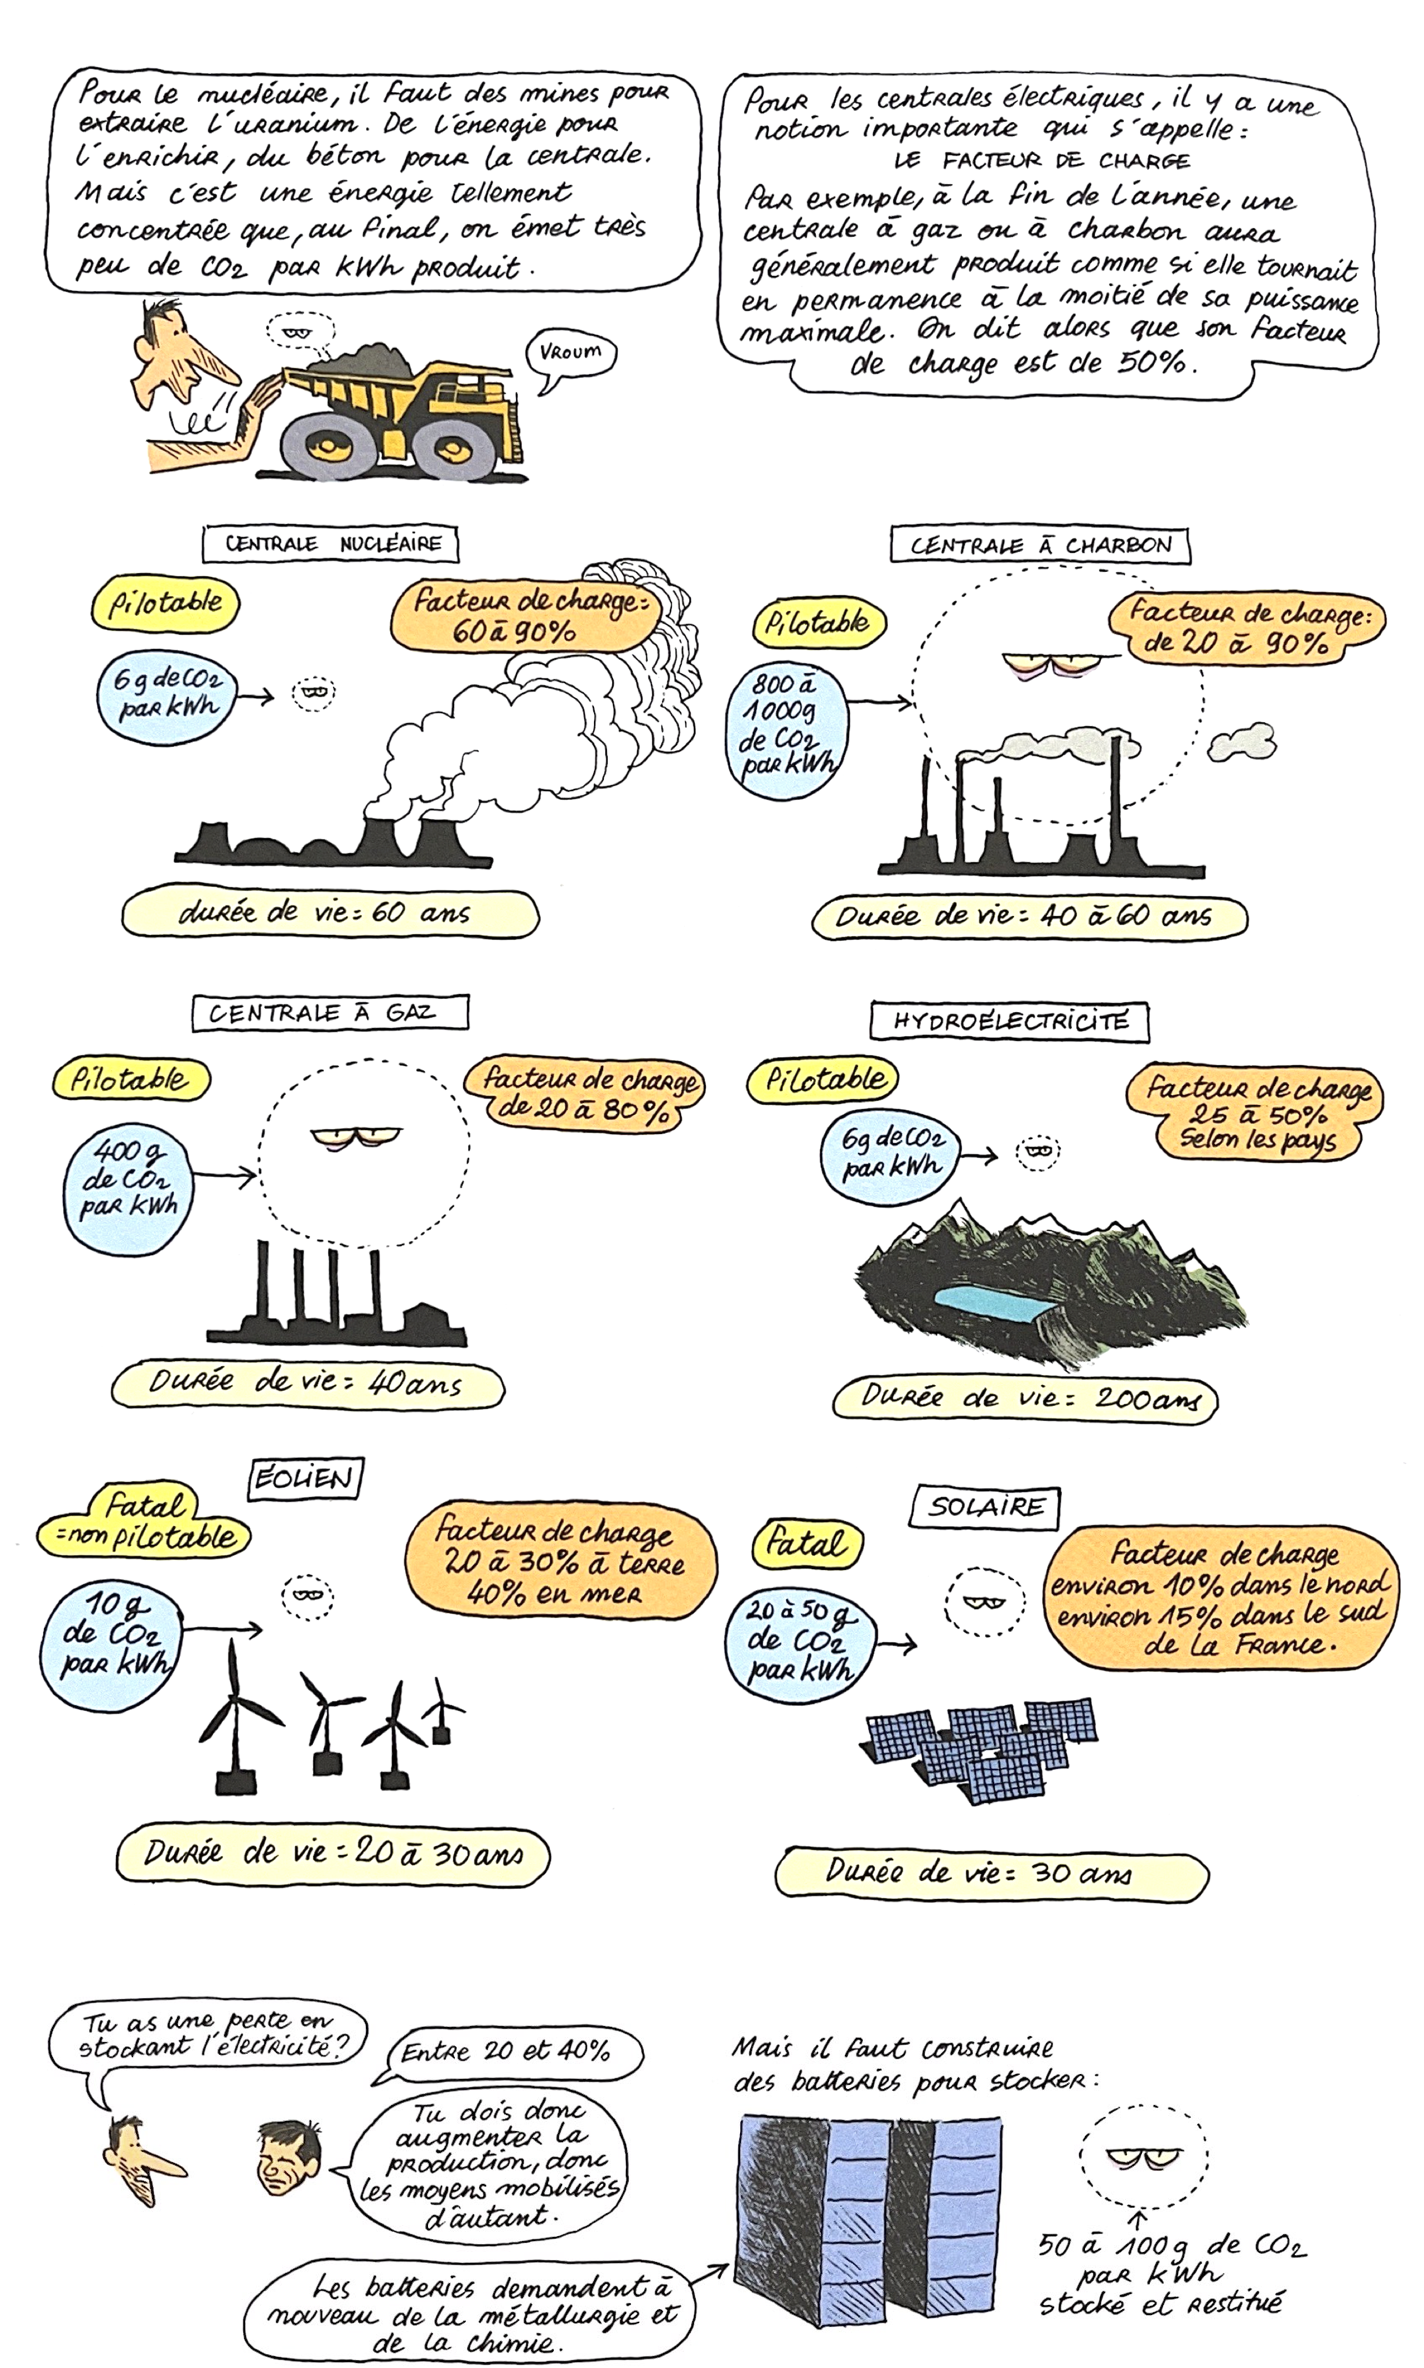 Pour le nucléaire, il faut des mines pour
extraire l'uranium. De l'énergie pour
l'enrichir, du béton pour la centrale.
Mais c'est une énergie tellement
concentrée que, au final, on émet très
peu de CO2 par kWh produit.
Vroum
Pour les centrales électriques, il y a une
notion importante qui s'appelle :
LE FACTEUR DE CHARGE
Par exemple, à la fin de l'année, une
centrale à gaz ou à charbon aura
généralement produit comme si elle tournait
en permanence à la moitié de sa puissance
maximale. On dit alors que son facteur
de charge est de 50%.
CENTRALE NUCLÉAIRE
Pilotable
Facteur de charge :
60 à 90%
6g de CO2
par kWh
durée de vie = 60 ans
CENTRALE À CHARBON
Pilotable
Facteur de charge :
de 20 à 90%
800 à
1000g
de CO2
par kWh
Durée de vie = 40 à 60 ans
CENTRALE À GAZ
Pilotable
Facteur de charge
de 20 à 80%
400 g
de CO2
par kWh
Durée de vie = 40 ans
HYDROÉLECTRICITÉ
Pilotable
Facteur de charge
25 à 50%
Selon les pays
6g de CO2
par kWh
Durée de vie = 200 ans
ÉOLIEN
Fatal
= non pilotable
Facteur de charge
20 à 30% à terre
40% en mer
10 g
de CO2
par kWh
Durée de vie = 20 à 30 ans
SOLAIRE
Fatal
Facteur de charge
environ 10% dans le nord
environ 15% dans le sud
de la France.
20 à 50 g
de CO2
par kWh
Durée de vie = 30 ans
Tu as une perte en
stockant l'électricité ?
Entre 20 et 40%
Tu dois donc
augmenter la
production, donc
les moyens mobilisés
d'autant.
Les batteries demandent à
nouveau de la métallurgie et
de la chimie.
Mais il faut construire
des batteries pour stocker :
50 à 100g de CO2
par kWh
stocké et restitué